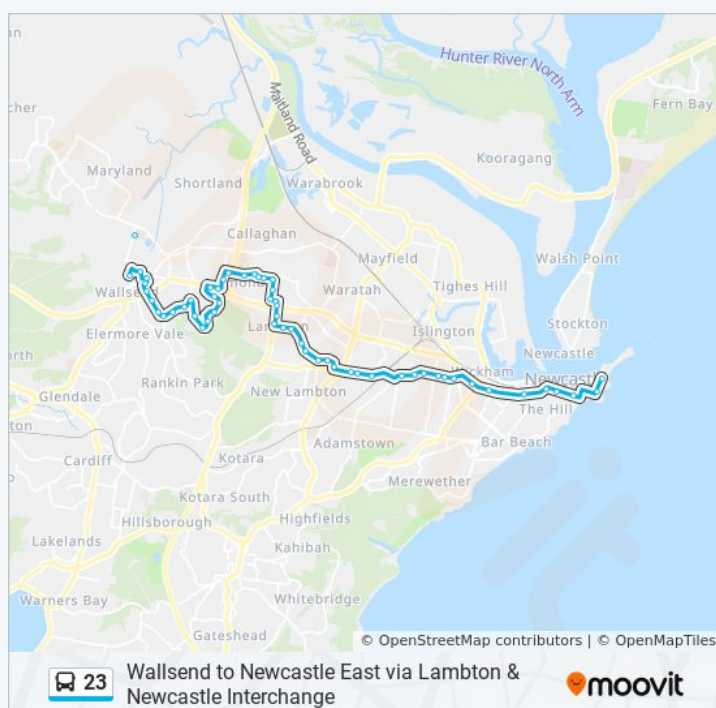 Hunter River North Arm
Fern Bay
Maitland Road
Kooragang
Maryland
Shortland
Warabrook
Callaghan
Mayfield
Walsh Point
Wallsend
Waratah
Tighes Hill
Stockton
Elermore Vale
Islington
Newcastle
Rankin Park
Newcastle
Glendale
New Lambton
The Hill
Adamstown
Bar Beach
Cardiff
Kotara
Merewether
Kotara South
Hillsborough
Highfields
Lakelands
Kahibah
Whitebridge
Warners Bay
Gateshead
© OpenStreetMap contributors | © OpenMapTiles
23 Wallsend to Newcastle East via Lambton &
Newcastle Interchange
moovit